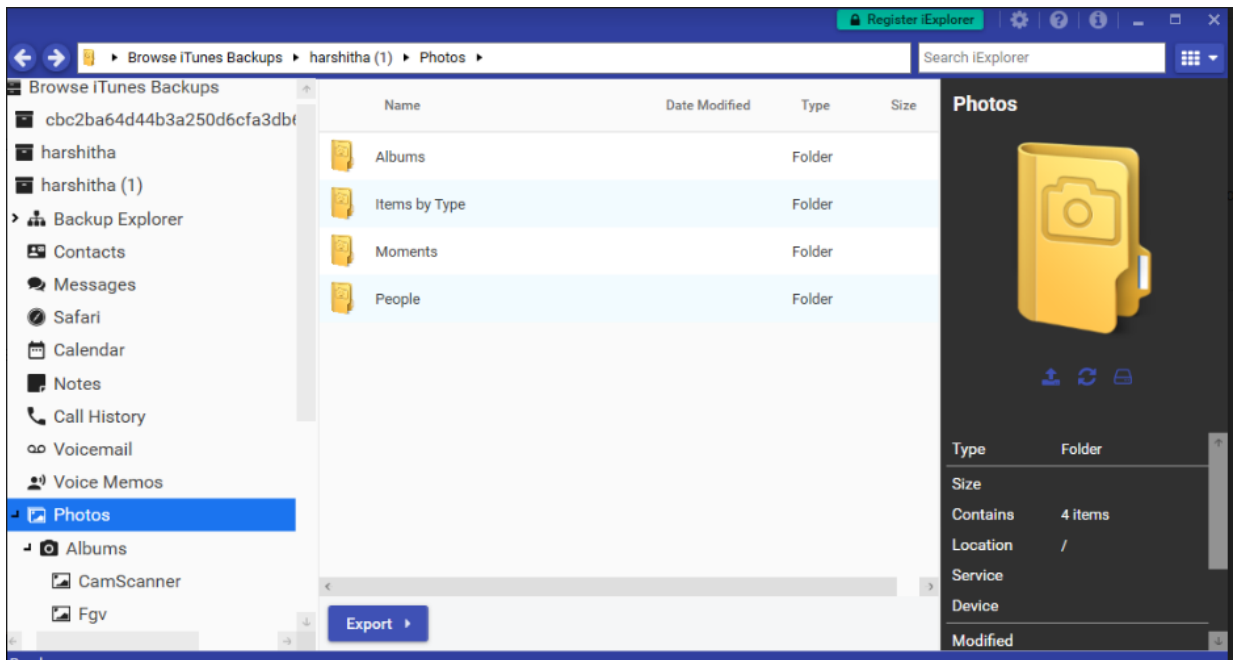 Register iExplorer
Browse iTunes Backups harshitha (1) Photos
Search iExplorer
Browse iTunes Backups
cbc2ba64d44b3a250d6cfa3db
harshitha
harshitha (1)
Backup Explorer
Contacts
Messages
Safari
Calendar
Notes
Call History
Voicemail
Voice Memos
Photos
Albums
CamScanner
Fgv
Name Date Modified Type Size
Albums Folder
Items by Type Folder
Moments Folder
People Folder
Export
Photos
Type Folder
Size
Contains 4 items
Location /
Service
Device
Modified